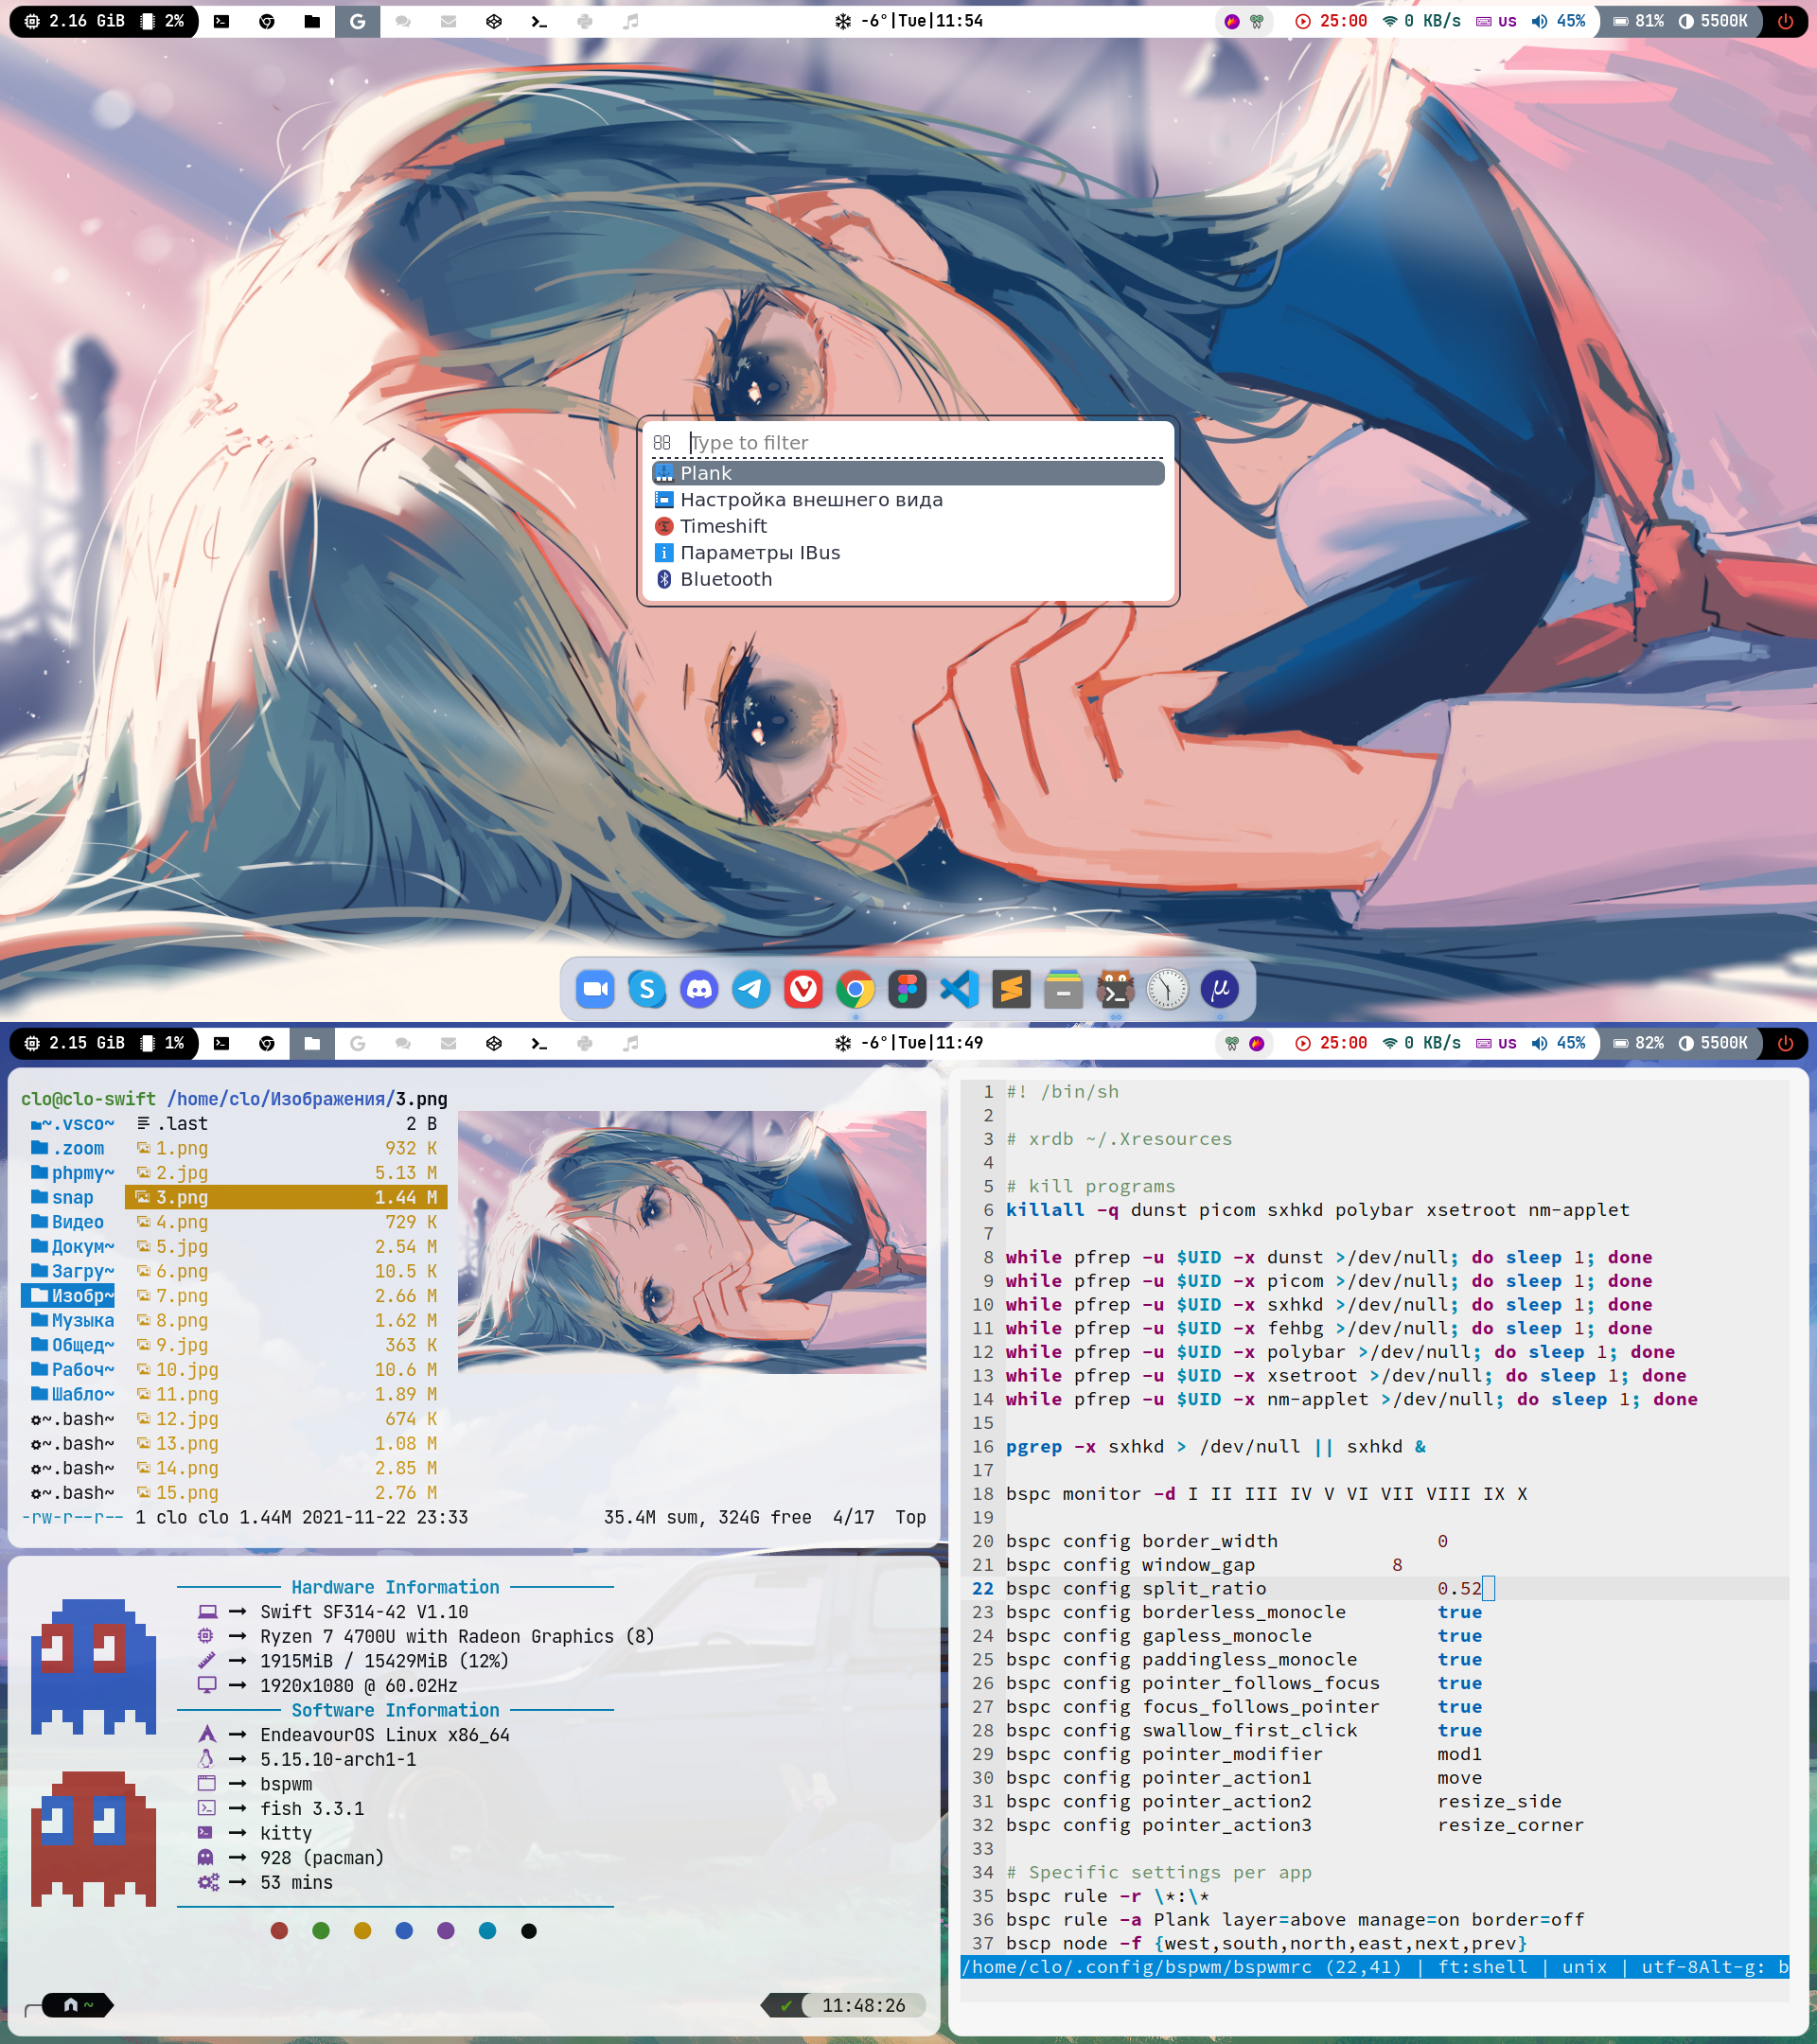 2.16 GiB 2% -6°|Tue|11:54 25:00 0 KB/s us 45% 81% 5500K
Type to filter
Plank
Настройка внешнего вида
Timeshift
Параметры IBus
Bluetooth
2.15 GiB 1% -6°|Tue|11:49 25:00 0 KB/s us 45% 82% 5500K
clo@clo-swift /home/clo/Изображения/3.png
~.vsco~ .last 2 B
.zoom 1.png 932 K
phpmy~ 2.jpg 5.13 M
snap 3.png 1.44 M
Видео 4.png 729 K
Докум~ 5.jpg 2.54 M
Загру~ 6.png 10.5 K
Изобр~ 7.png 2.66 M
Музыка 8.png 1.62 M
Общед~ 9.jpg 363 K
Рабоч~ 10.jpg 10.6 M
Шабло~ 11.png 1.89 M
~.bash~ 12.jpg 674 K
~.bash~ 13.png 1.08 M
~.bash~ 14.png 2.85 M
~.bash~ 15.png 2.76 M
-rw-r--r-- 1 clo clo 1.44M 2021-11-22 23:33 35.4M sum, 324G free 4/17 Top
Hardware Information
Swift SF314-42 V1.10
Ryzen 7 4700U with Radeon Graphics (8)
1915MiB / 15429MiB (12%)
1920x1080 @ 60.02Hz
Software Information
EndeavourOS Linux x86_64
5.15.10-arch1-1
bspwm
fish 3.3.1
kitty
928 (pacman)
53 mins
~ 11:48:26
1 #! /bin/sh
2
3 # xrdb ~/.Xresources
4
5 # kill programs
6 killall -q dunst picom sxhkd polybar xsetroot nm-applet
7
8 while pfrep -u $UID -x dunst >/dev/null; do sleep 1; done
9 while pfrep -u $UID -x picom >/dev/null; do sleep 1; done
10 while pfrep -u $UID -x sxhkd >/dev/null; do sleep 1; done
11 while pfrep -u $UID -x fehbg >/dev/null; do sleep 1; done
12 while pfrep -u $UID -x polybar >/dev/null; do sleep 1; done
13 while pfrep -u $UID -x xsetroot >/dev/null; do sleep 1; done
14 while pfrep -u $UID -x nm-applet >/dev/null; do sleep 1; done
15
16 pgrep -x sxhkd > /dev/null || sxhkd &
17
18 bspc monitor -d I II III IV V VI VII VIII IX X
19
20 bspc config border_width 0
21 bspc config window_gap 8
22 bspc config split_ratio 0.52
23 bspc config borderless_monocle true
24 bspc config gapless_monocle true
25 bspc config paddingless_monocle true
26 bspc config pointer_follows_focus true
27 bspc config focus_follows_pointer true
28 bspc config swallow_first_click true
29 bspc config pointer_modifier mod1
30 bspc config pointer_action1 move
31 bspc config pointer_action2 resize_side
32 bspc config pointer_action3 resize_corner
33
34 # Specific settings per app
35 bspc rule -r \*:\*
36 bspc rule -a Plank layer=above manage=on border=off
37 bscp node -f {west,south,north,east,next,prev}
/home/clo/.config/bspwm/bspwmrc (22,41) | ft:shell | unix | utf-8Alt-g: b